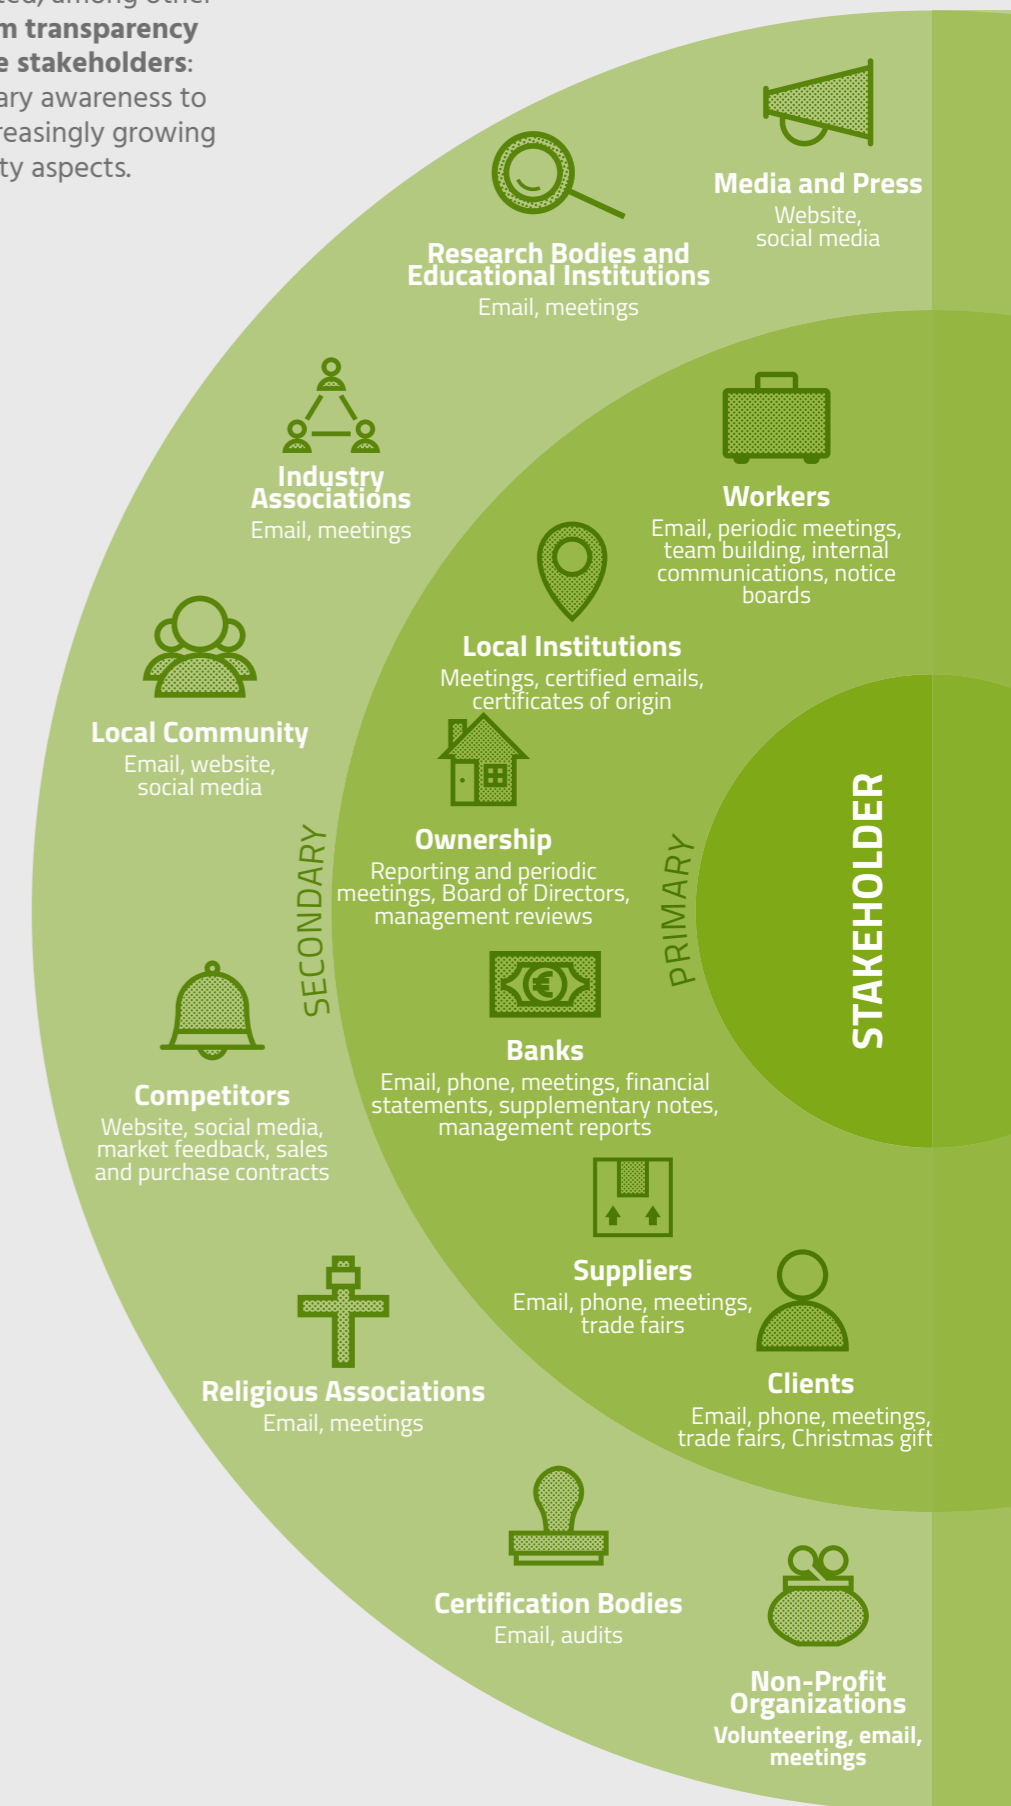 m transparency
stakeholders:
awareness to
growing
aspects.
Media and Press
Website,
social media
Research Bodies and
Educational Institutions
Email, meetings
Industry
Associations
Email, meetings
Workers
Email, periodic meetings,
team building, internal
communications, notice
boards
Local Institutions
Meetings, certified emails,
certificates of origin
Local Community
Email, website,
social media
Ownership
Reporting and periodic
meetings, Board of Directors,
management reviews
SECONDARY
PRIMARY
STAKEHOLDER
Banks
Email, phone, meetings, financial
statements, supplementary notes,
management reports
Competitors
Website, social media,
market feedback, sales
and purchase contracts
Suppliers
Email, phone, meetings,
trade fairs
Clients
Email, phone, meetings,
trade fairs, Christmas gift
Religious Associations
Email, meetings
Certification Bodies
Email, audits
Non-Profit
Organizations
Volunteering, email,
meetings